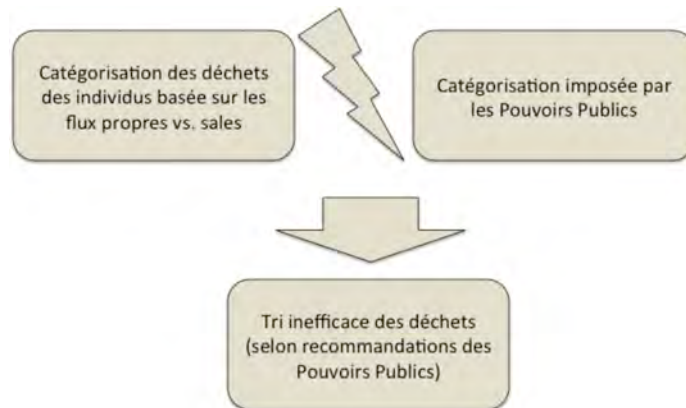 Catégorisation des déchets
des individus basée sur les
flux propres vs. sales
Catégorisation imposée par
les Pouvoirs Publics
Tri inefficace des déchets
(selon recommandations des
Pouvoirs Publics)